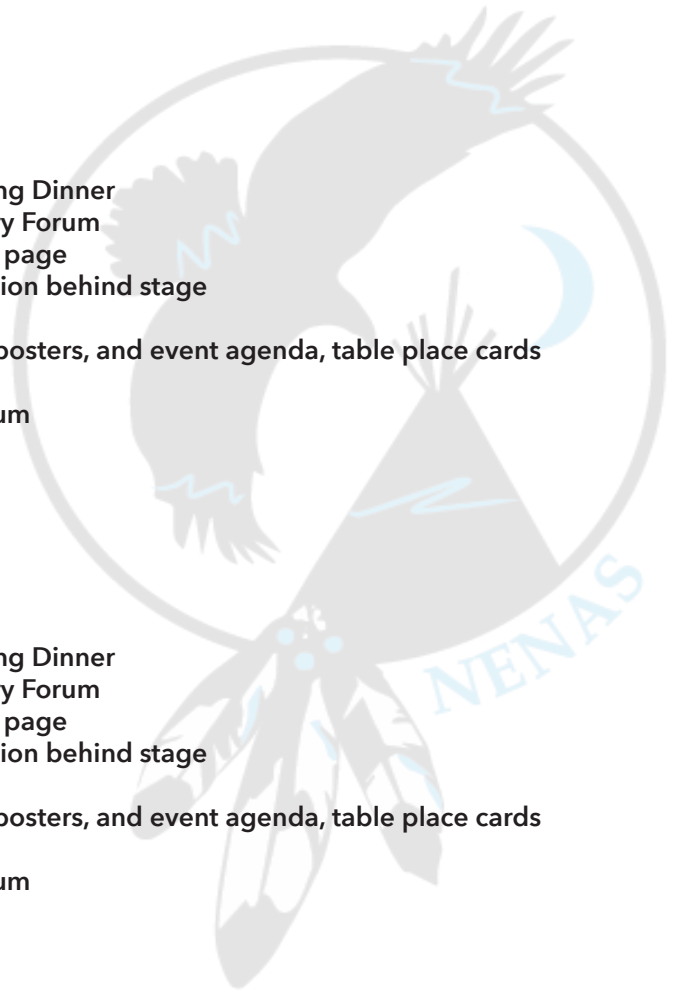 ng Dinner
y Forum
page
ion behind stage
posters, and event agenda, table place cards
um
NENAS
ng Dinner
y Forum
page
ion behind stage
posters, and event agenda, table place cards
um